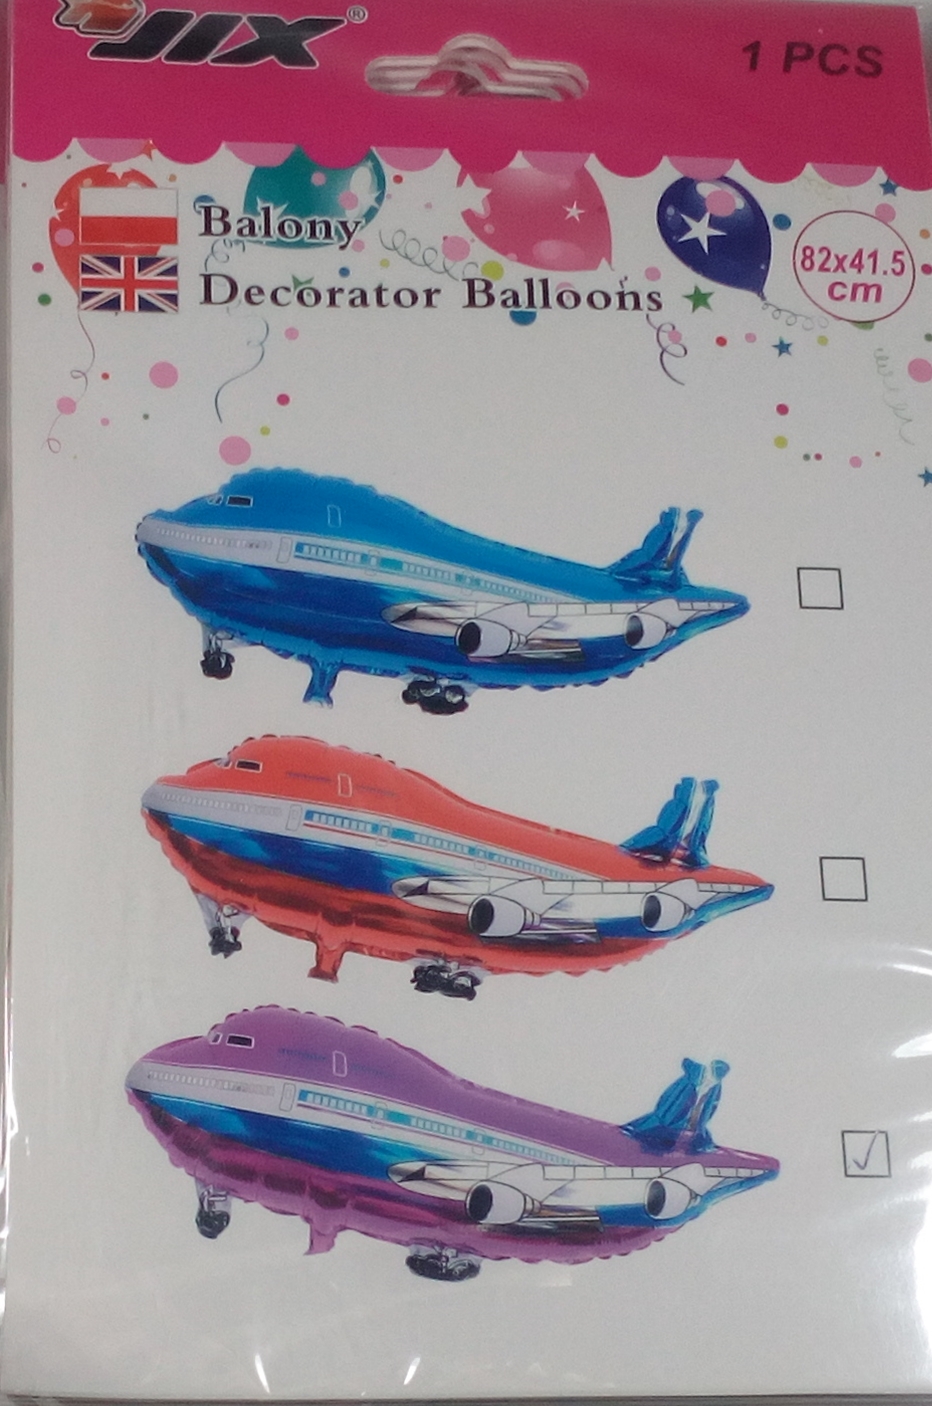 JIX®
1 PCS
Balony
Decorator Balloons
82x41.5
cm